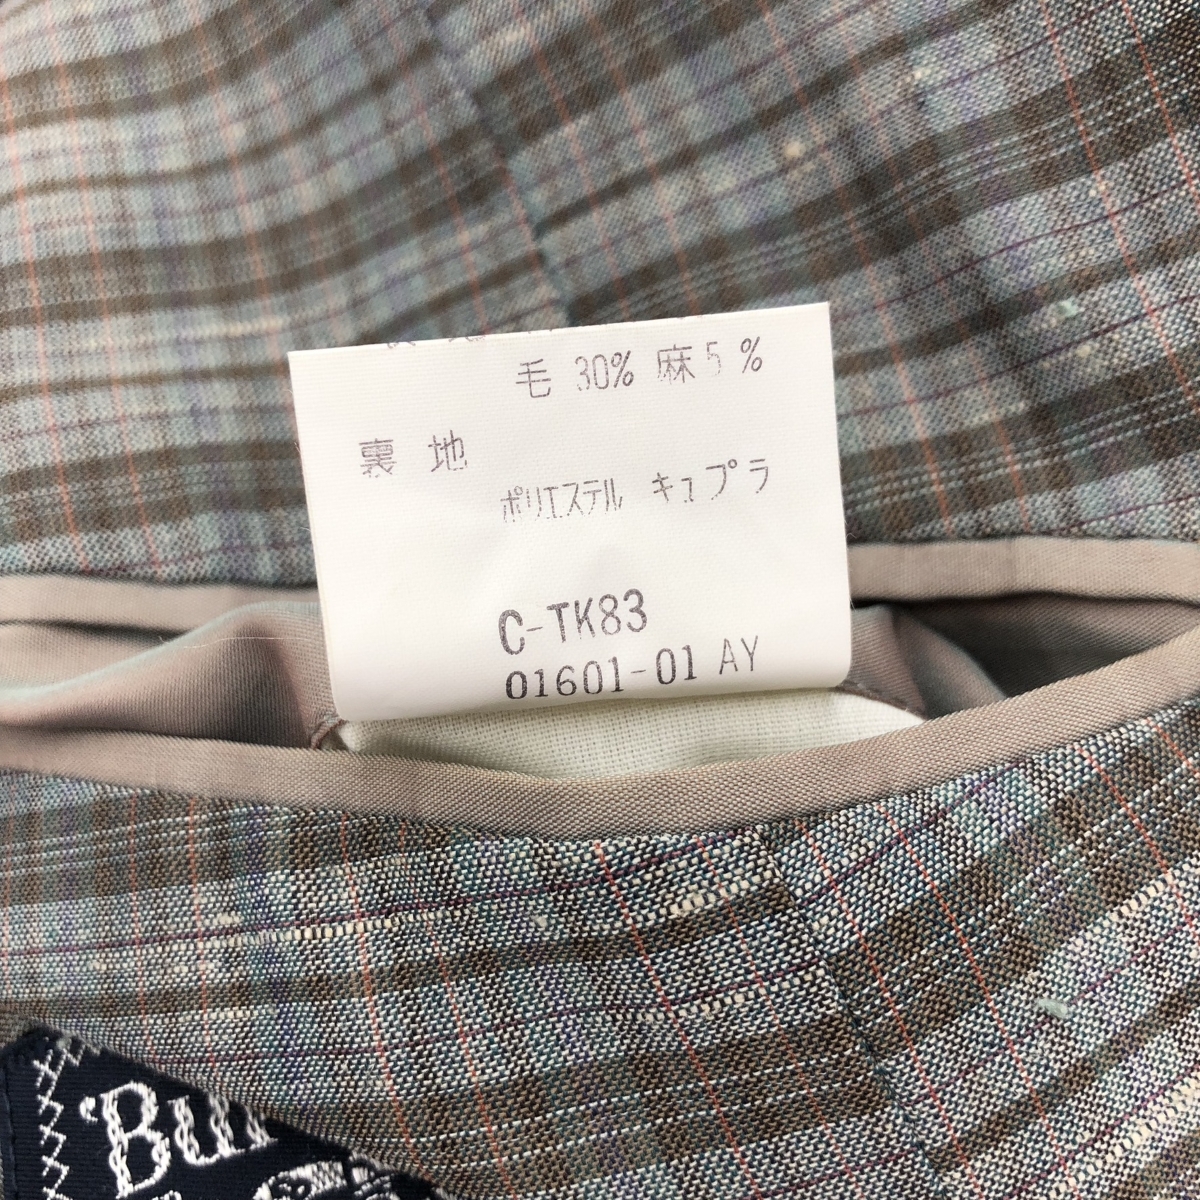 毛 30% 麻 5 %
裏 地
ポリエステル キュプラ
C-TK83
01601-01 AY